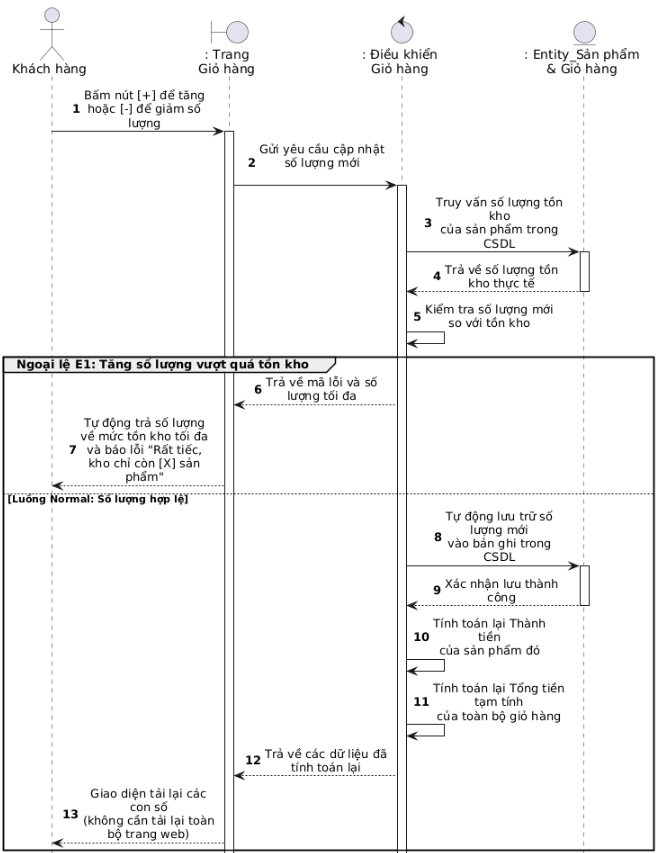 Khách hàng
: Trang
Giỏ hàng
: Điều khiển
Giỏ hàng
: Entity_Sản phẩm
& Giỏ hàng
1
Bấm nút [+] để tăng
hoặc [-] để giảm số
lượng
2
Gửi yêu cầu cập nhật
số lượng mới
3
Truy vấn số lượng tồn
kho
của sản phẩm trong
CSDL
4
Trả về số lượng tồn
kho thực tế
5
Kiểm tra số lượng mới
so với tồn kho
Ngoại lệ E1: Tăng số lượng vượt quá tồn kho
6
Trả về mã lỗi và số
lượng tối đa
7
Tự động trả số lượng
về mức tồn kho tối đa
và báo lỗi "Rất tiếc,
kho chỉ còn [X] sản
phẩm"
[Luồng Normal: Số lượng hợp lệ]
8
Tự động lưu trữ số
lượng mới
vào bản ghi trong
CSDL
9
Xác nhận lưu thành
công
10
Tính toán lại Thành
tiền
của sản phẩm đó
11
Tính toán lại Tổng tiền
tạm tính
của toàn bộ giỏ hàng
12
Trả về các dữ liệu đã
tính toán lại
13
Giao diện tải lại các
con số
(không cần tải lại toàn
bộ trang web)